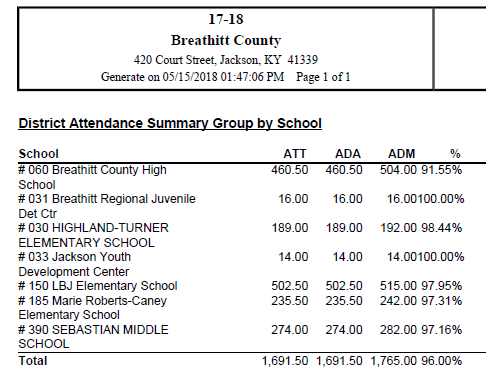 17-18
Breathitt County
420 Court Street, Jackson, KY 41339
Generate on 05/15/2018 01:47:06 PM Page 1 of 1
District Attendance Summary Group by School
School ATT ADA ADM %
# 060 Breathitt County High 460.50 460.50 504.00 91.55%
School
# 031 Breathitt Regional Juvenile 16.00 16.00 16.00100.00%
Det Ctr
# 030 HIGHLAND-TURNER 189.00 189.00 192.00 98.44%
ELEMENTARY SCHOOL
# 033 Jackson Youth 14.00 14.00 14.00100.00%
Development Center
# 150 LBJ Elementary School 502.50 502.50 515.00 97.95%
# 185 Marie Roberts-Caney 235.50 235.50 242.00 97.31%
Elementary School
# 390 SEBASTIAN MIDDLE 274.00 274.00 282.00 97.16%
SCHOOL
Total 1,691.50 1,691.50 1,765.00 96.00%